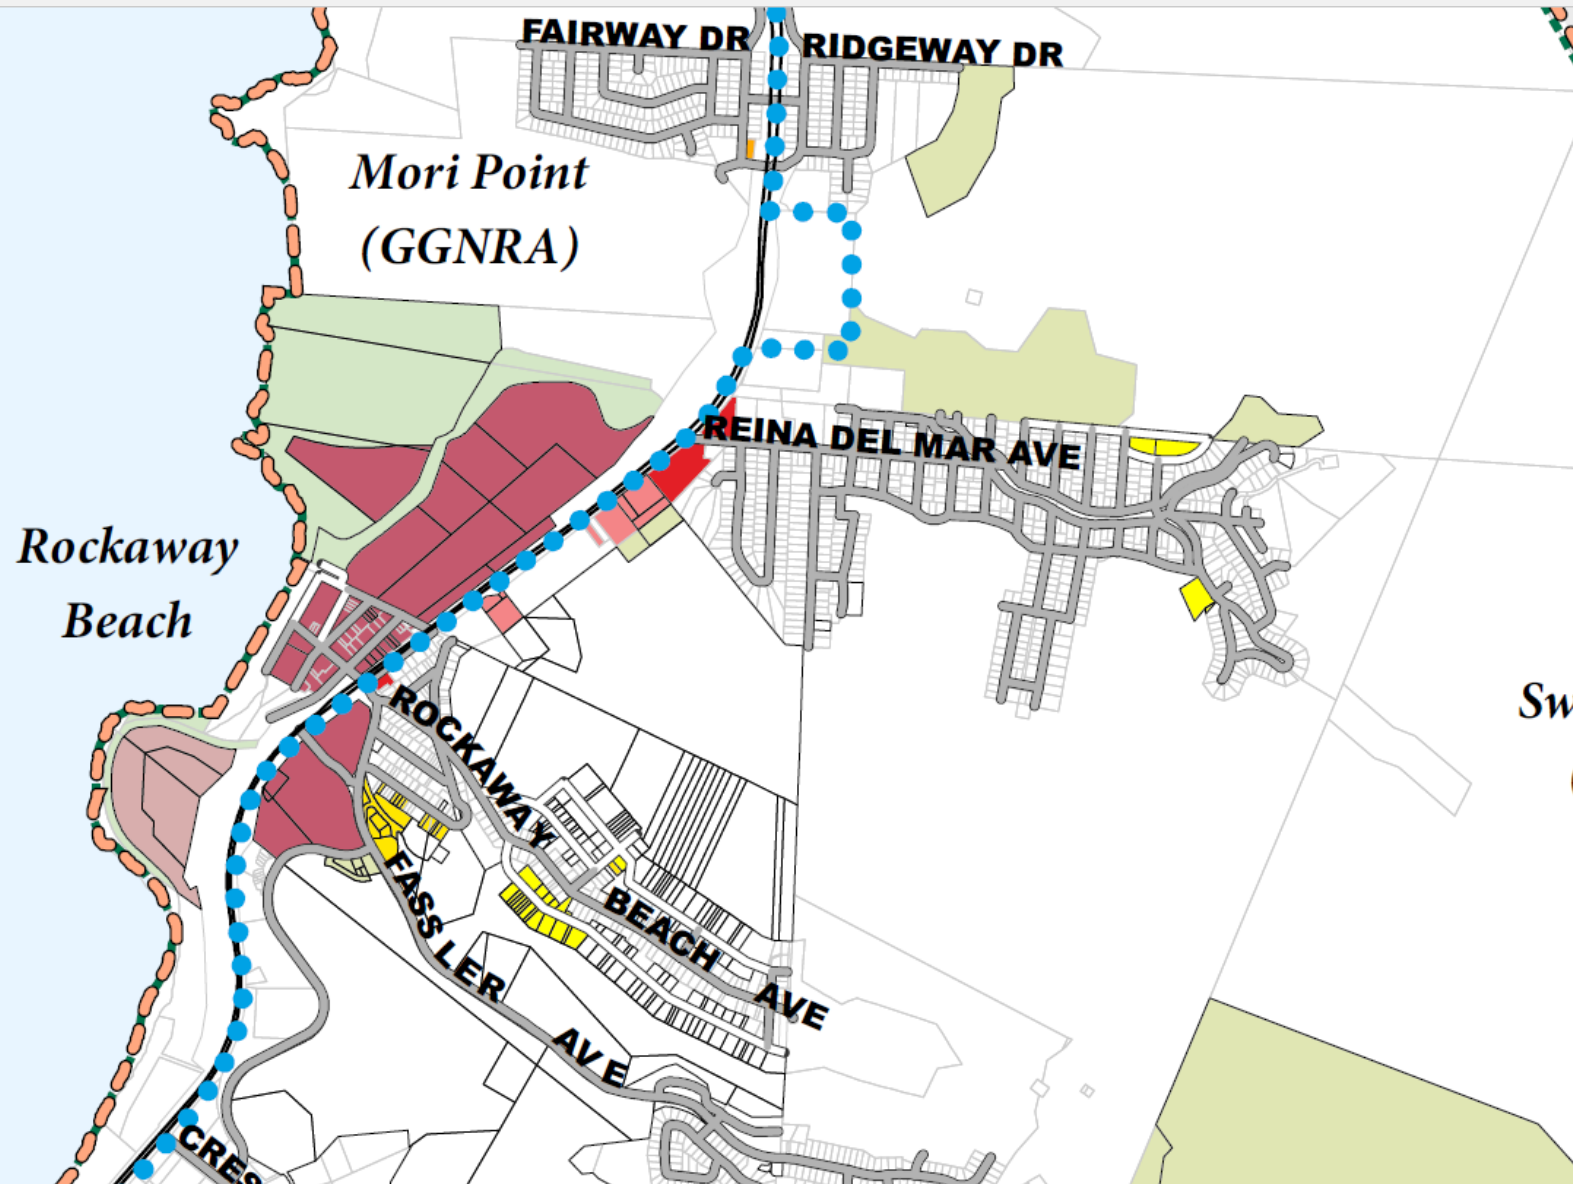 FAIRWAY DR
RIDGEWAY DR
Mori Point
(GGNRA)
REINA DEL MAR AVE
Rockaway
Beach
Sw
ROCKAWAY BEACH AVE
FASSLER AVE
CRES